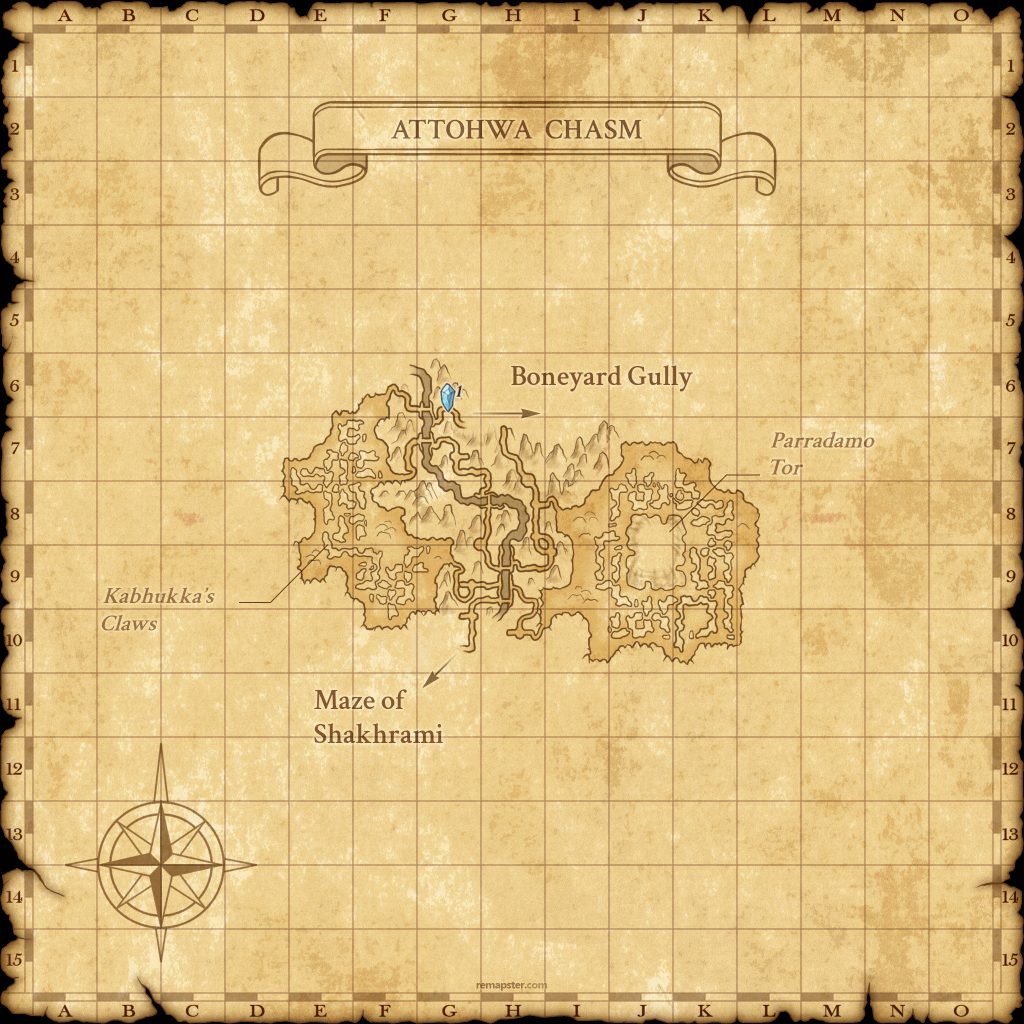 A B C D E F G H I J K L M N O
ATTOHWA CHASM
1 1
2 2
3 3
4 4
5 5
6 6
1
Boneyard Gully
7 7
Parradamo
Tor
8 8
9 9
Kabhukka's
Claws
10 10
Maze of
Shakhrami
11 11
12 12
13 13
14 14
15 15
remapster.com
A B C D E F G H I J K L M N O